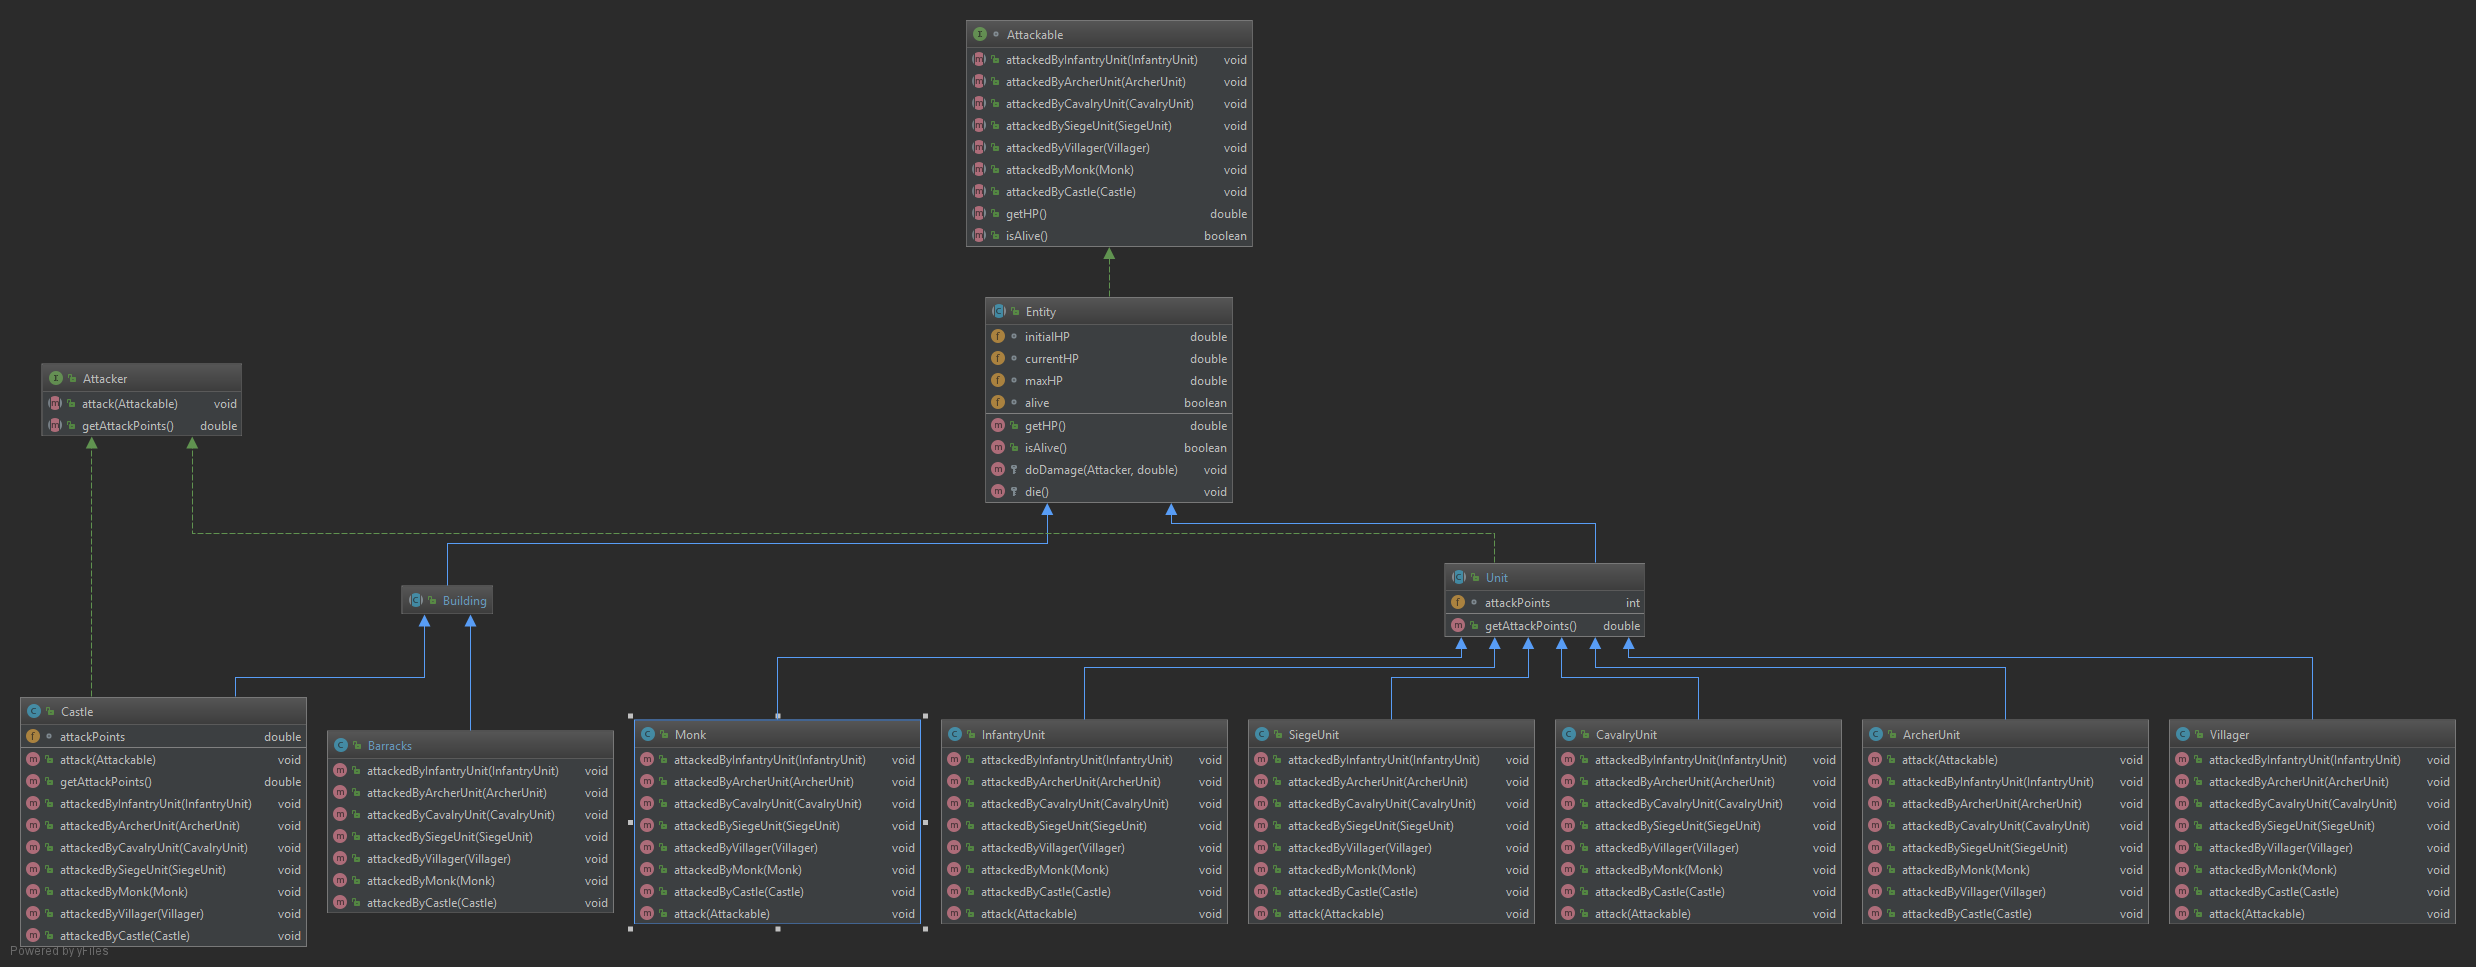 Attackable
attackedByInfantryUnit(InfantryUnit) void
attackedByArcherUnit(ArcherUnit) void
attackedByCavalryUnit(CavalryUnit) void
attackedBySiegeUnit(SiegeUnit) void
attackedByVillager(Villager) void
attackedByMonk(Monk) void
attackedByCastle(Castle) void
getHP() double
isAlive() boolean
Entity
initialHP double
currentHP double
maxHP double
alive boolean
getHP() double
isAlive() boolean
doDamage(Attacker, double) void
die() void
Attacker
attack(Attackable) void
getAttackPoints() double
Building
Unit
attackPoints int
getAttackPoints() double
Castle
attackPoints double
attack(Attackable) void
getAttackPoints() double
attackedByInfantryUnit(InfantryUnit) void
attackedByArcherUnit(ArcherUnit) void
attackedByCavalryUnit(CavalryUnit) void
attackedBySiegeUnit(SiegeUnit) void
attackedByMonk(Monk) void
attackedByVillager(Villager) void
attackedByCastle(Castle) void
Barracks
attackedByInfantryUnit(InfantryUnit) void
attackedByArcherUnit(ArcherUnit) void
attackedByCavalryUnit(CavalryUnit) void
attackedBySiegeUnit(SiegeUnit) void
attackedByVillager(Villager) void
attackedByMonk(Monk) void
attackedByCastle(Castle) void
Monk
attackedByInfantryUnit(InfantryUnit) void
attackedByArcherUnit(ArcherUnit) void
attackedByCavalryUnit(CavalryUnit) void
attackedBySiegeUnit(SiegeUnit) void
attackedByVillager(Villager) void
attackedByMonk(Monk) void
attackedByCastle(Castle) void
attack(Attackable) void
InfantryUnit
attackedByInfantryUnit(InfantryUnit) void
attackedByArcherUnit(ArcherUnit) void
attackedByCavalryUnit(CavalryUnit) void
attackedBySiegeUnit(SiegeUnit) void
attackedByVillager(Villager) void
attackedByMonk(Monk) void
attackedByCastle(Castle) void
attack(Attackable) void
SiegeUnit
attackedByInfantryUnit(InfantryUnit) void
attackedByArcherUnit(ArcherUnit) void
attackedByCavalryUnit(CavalryUnit) void
attackedBySiegeUnit(SiegeUnit) void
attackedByVillager(Villager) void
attackedByMonk(Monk) void
attackedByCastle(Castle) void
attack(Attackable) void
CavalryUnit
attackedByInfantryUnit(InfantryUnit) void
attackedByArcherUnit(ArcherUnit) void
attackedByCavalryUnit(CavalryUnit) void
attackedBySiegeUnit(SiegeUnit) void
attackedByVillager(Villager) void
attackedByMonk(Monk) void
attackedByCastle(Castle) void
attack(Attackable) void
ArcherUnit
attack(Attackable) void
attackedByInfantryUnit(InfantryUnit) void
attackedByArcherUnit(ArcherUnit) void
attackedByCavalryUnit(CavalryUnit) void
attackedBySiegeUnit(SiegeUnit) void
attackedByMonk(Monk) void
attackedByVillager(Villager) void
attackedByCastle(Castle) void
Villager
attackedByInfantryUnit(InfantryUnit) void
attackedByArcherUnit(ArcherUnit) void
attackedByCavalryUnit(CavalryUnit) void
attackedBySiegeUnit(SiegeUnit) void
attackedByVillager(Villager) void
attackedByMonk(Monk) void
attackedByCastle(Castle) void
attack(Attackable) void
Powered by yFiles